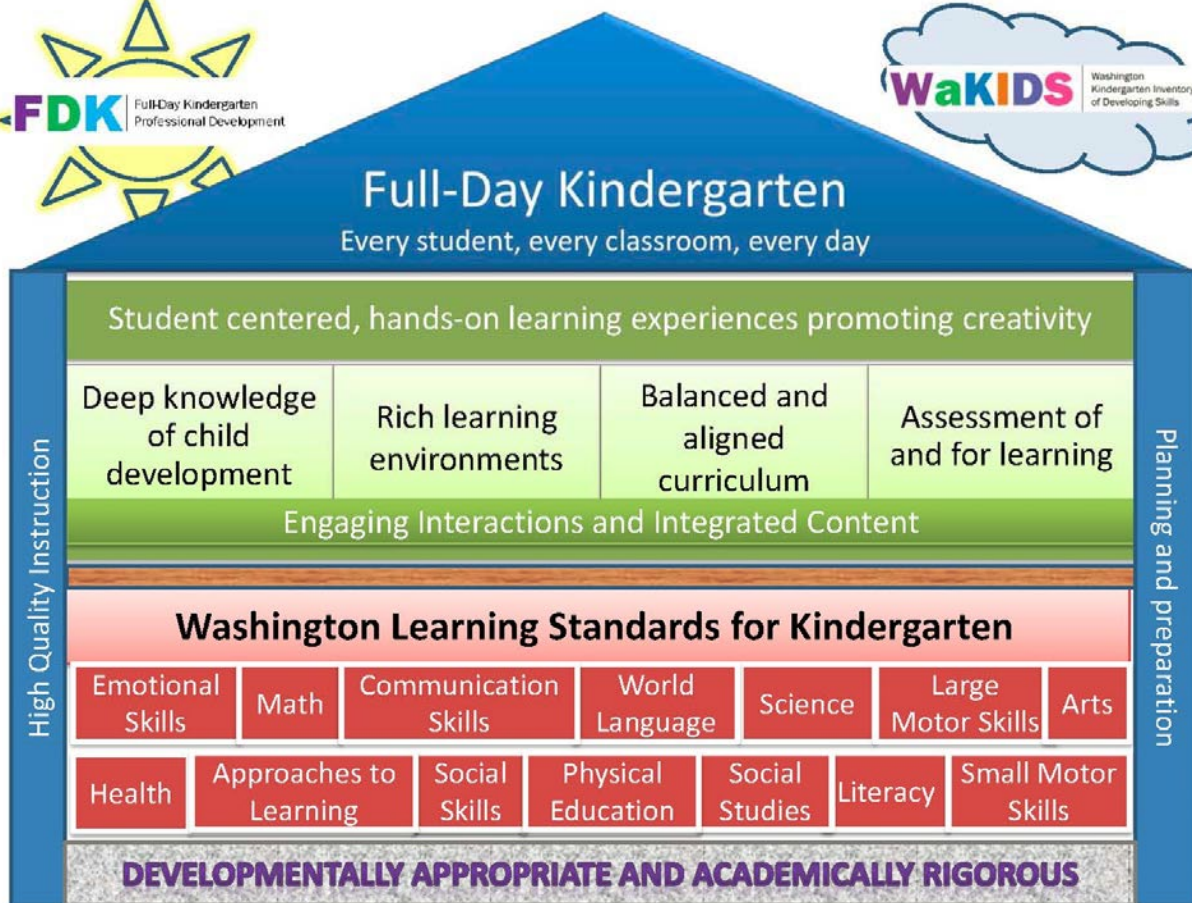 FDK
Full-Day Kindergarten
Professional Development
WaKIDS
Washington
Kindergarten Inventory
of Developing Skills
Full-Day Kindergarten
Every student, every classroom, every day
High Quality Instruction
Student centered, hands-on learning experiences promoting creativity
Deep knowledge
of child
development
Rich learning
environments
Balanced and
aligned
curriculum
Assessment of
and for learning
Engaging Interactions and Integrated Content
Washington Learning Standards for Kindergarten
Emotional
Skills
Math
Communication
Skills
World
Language
Science
Large
Motor Skills
Arts
Health
Approaches to
Learning
Social
Skills
Physical
Education
Social
Studies
Literacy
Small Motor
Skills
DEVELOPMENTALLY APPROPRIATE AND ACADEMICALLY RIGOROUS
Planning and preparation